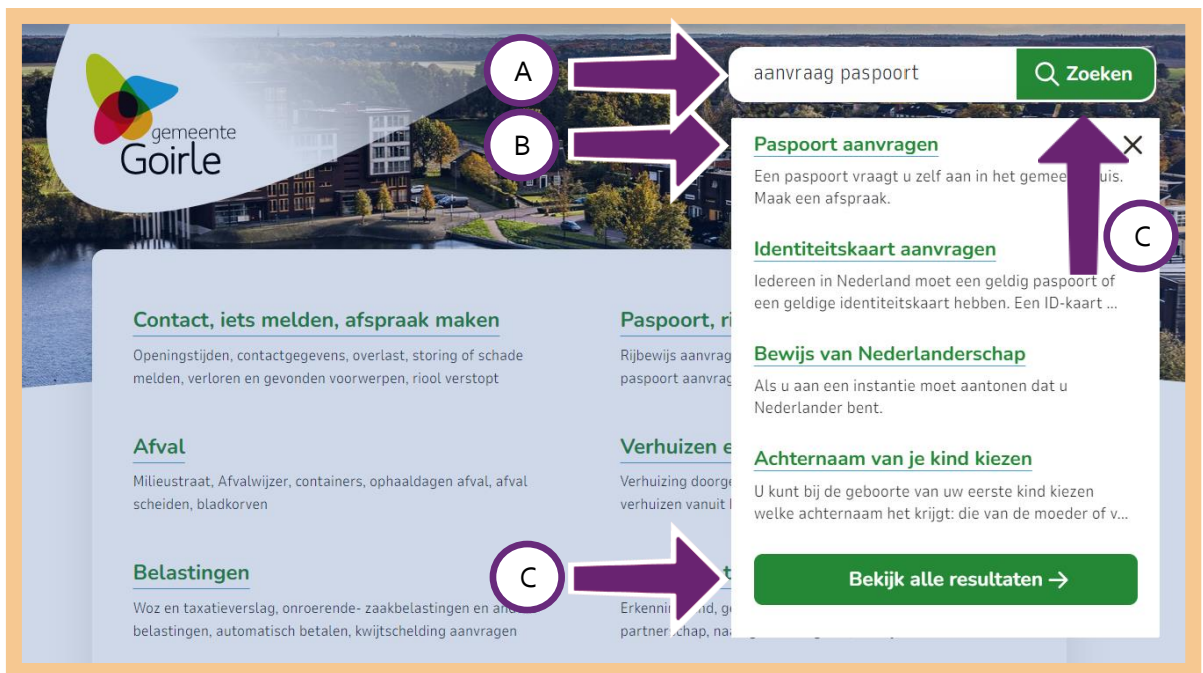 gemeente
Goirle
A
aanvraag paspoort
Zoeken
B
Paspoort aanvragen
Een paspoort vraagt u zelf aan in het
Maak een afspraak.
C
Identiteitskaart aanvragen
Iedereen in Nederland moet een geldig paspoort of
een geldige identiteitskaart hebben. Een ID-kaart ...
Bewijs van Nederlanderschap
Als u aan een instantie moet aantonen dat u
Nederlander bent.
Achternaam van je kind kiezen
U kunt bij de geboorte van uw eerste kind kiezen
welke achternaam het krijgt: die van de moeder of v...
C
Bekijk alle resultaten →
Contact, iets melden, afspraak maken
Openingstijden, contactgegevens, overlast, storing of schade
melden, verloren en gevonden voorwerpen, riool verstopt
Paspoort,
Rijbewijs
paspoort
Afval
Milieustraat, Afvalwijzer, containers, ophaaldagen afval, afval
scheiden, bladkorven
Verhuizen
Verhuizing
verhuizen vanuit
Belastingen
Woz en taxatieverslag, onroerende- zaakbelastingen en
belastingen, automatisch betalen, kwijtschelding aanvragen